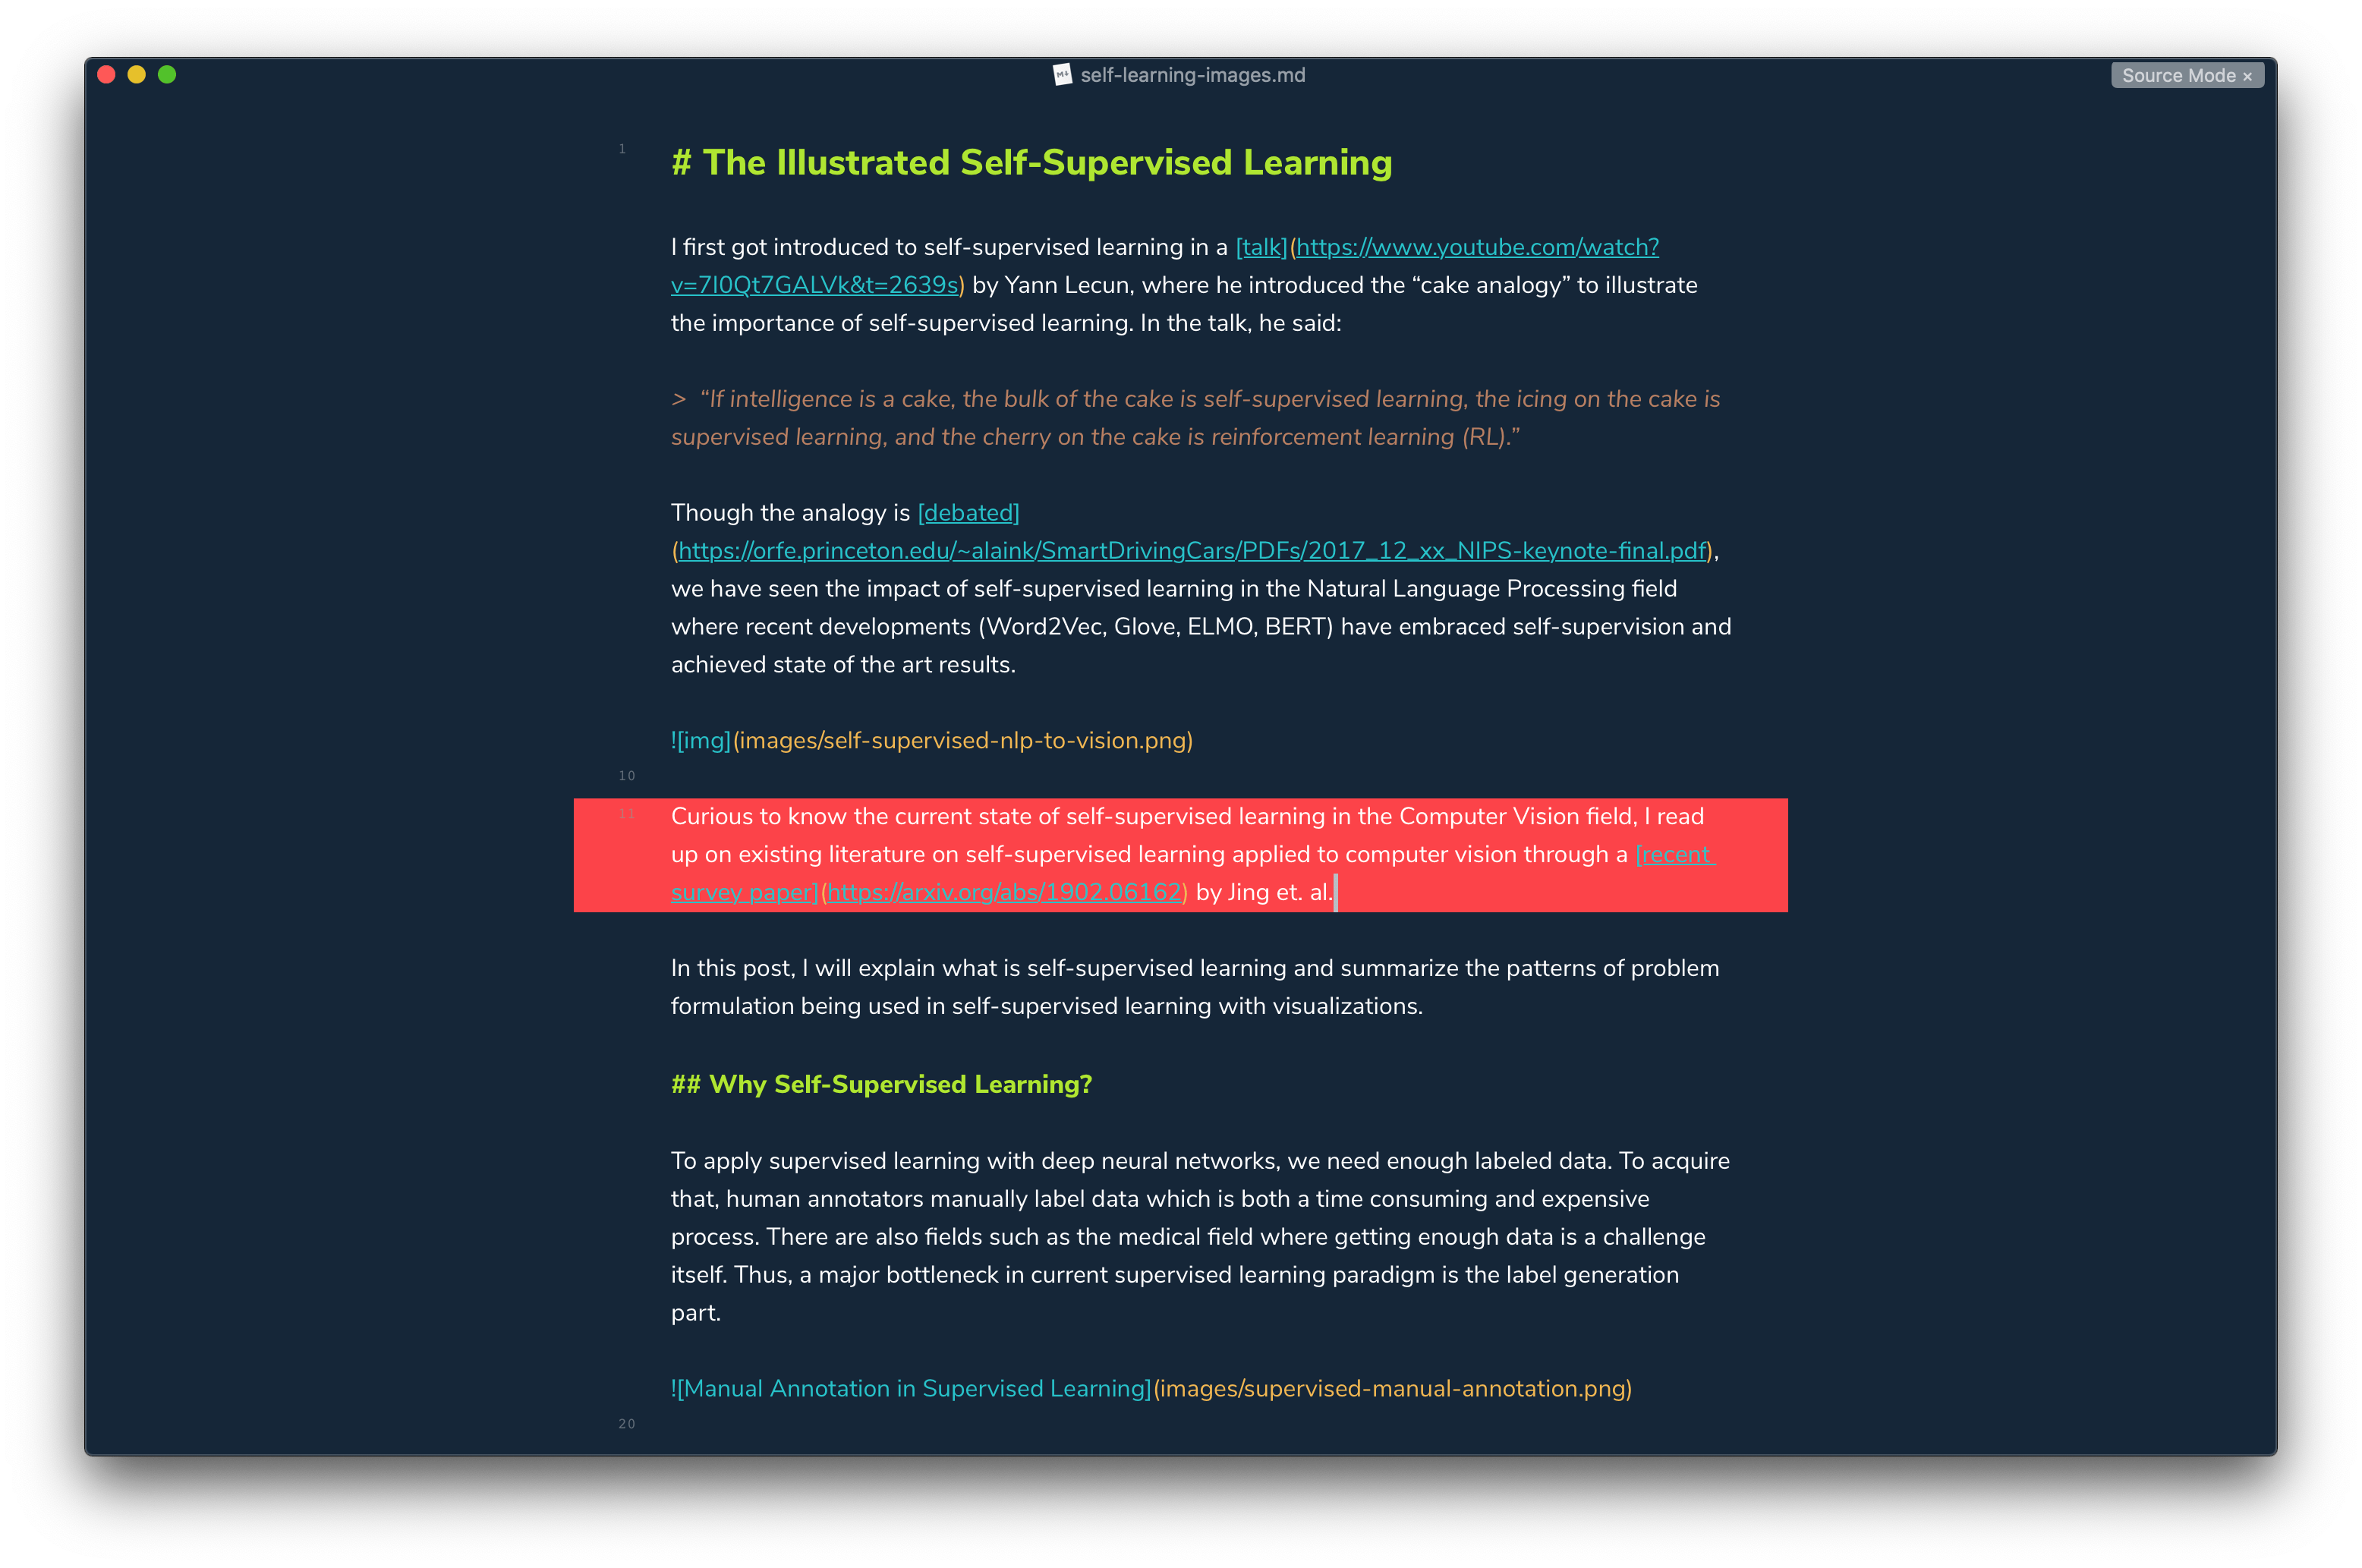 self-learning-images.md
Source Mode ×
1
# The Illustrated Self-Supervised Learning
I first got introduced to self-supervised learning in a [talk](https://www.youtube.com/watch?
v=7I0Qt7GALVk&t=2639s) by Yann Lecun, where he introduced the “cake analogy” to illustrate
the importance of self-supervised learning. In the talk, he said:
> “If intelligence is a cake, the bulk of the cake is self-supervised learning, the icing on the cake is
supervised learning, and the cherry on the cake is reinforcement learning (RL).”
Though the analogy is [debated]
(https://orfe.princeton.edu/~alaink/SmartDrivingCars/PDFs/2017_12_xx_NIPS-keynote-final.pdf),
we have seen the impact of self-supervised learning in the Natural Language Processing field
where recent developments (Word2Vec, Glove, ELMO, BERT) have embraced self-supervision and
achieved state of the art results.
![img](images/self-supervised-nlp-to-vision.png)
10
11
Curious to know the current state of self-supervised learning in the Computer Vision field, I read
up on existing literature on self-supervised learning applied to computer vision through a [recent
survey paper](https://arxiv.org/abs/1902.06162) by Jing et. al.
In this post, I will explain what is self-supervised learning and summarize the patterns of problem
formulation being used in self-supervised learning with visualizations.
## Why Self-Supervised Learning?
To apply supervised learning with deep neural networks, we need enough labeled data. To acquire
that, human annotators manually label data which is both a time consuming and expensive
process. There are also fields such as the medical field where getting enough data is a challenge
itself. Thus, a major bottleneck in current supervised learning paradigm is the label generation
part.
![Manual Annotation in Supervised Learning](images/supervised-manual-annotation.png)
20